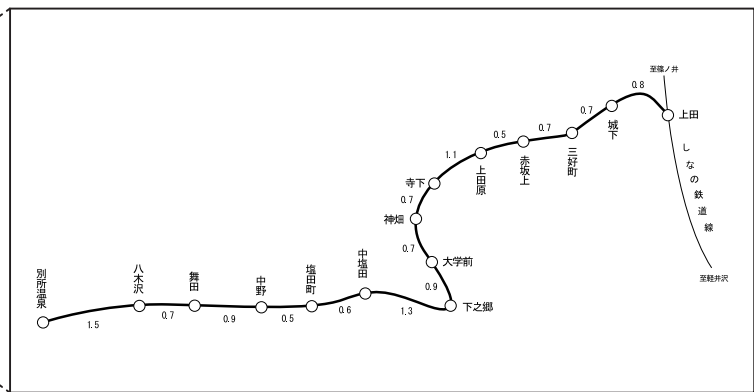 至篠ノ井
0.8
上田
城下
0.7
三好町
0.7
赤坂上
0.5
上田原
1.1
寺下
0.7
神畑
0.7
大学前
0.9
下之郷
1.3
中塩田
0.6
塩田町
0.5
中野
0.9
舞田
0.7
八木沢
1.5
別所温泉
しなの鉄道線
至軽井沢